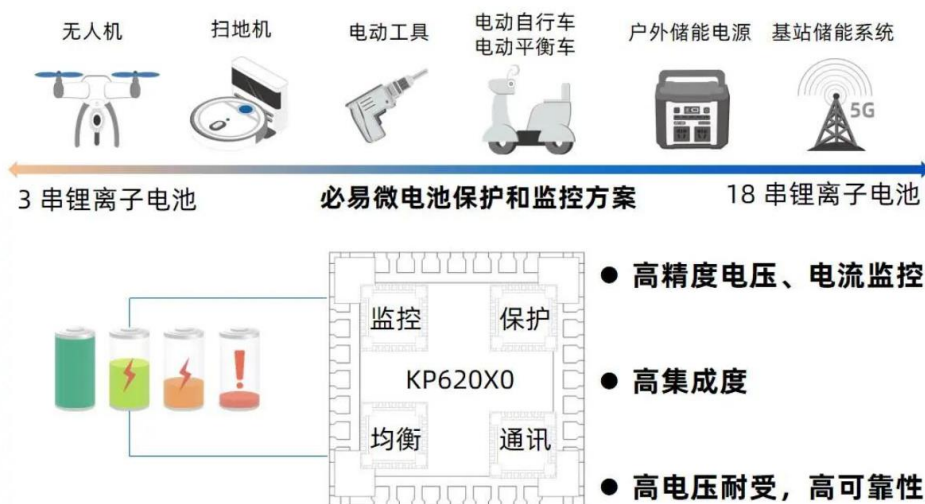 无人机
扫地机
电动工具
电动自行车
电动平衡车
户外储能电源
基站储能系统
5G
3 串锂离子电池
必易微电池保护和监控方案
18 串锂离子电池
监控
保护
KP620X0
均衡
通讯
● 高精度电压、电流监控
● 高集成度
● 高电压耐受，高可靠性